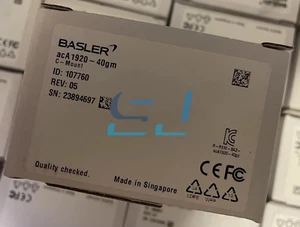 BASLER
acA1920-40gm
C-Mount
ID: 107760
REV: 05
SN: 23894697
CE FC
Quality checked.
Made in Singapore